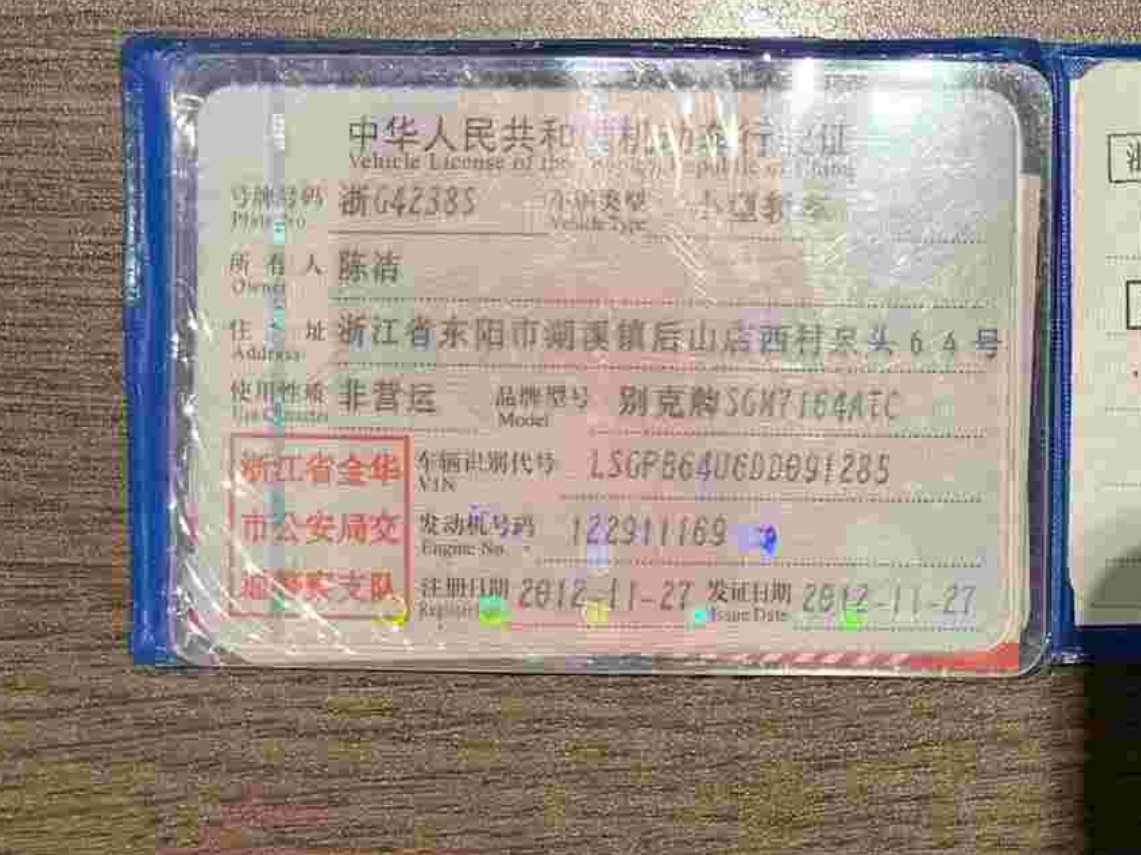 中华人民共和国机动车行驶证
Vehicle License of the People's Republic of China
号牌号码 浙G4238S 车辆类型 小型轿车
Plate No. Vehicle Type
所有人 陈洁
Owner
住址 浙江省东阳市湖溪镇后山店西村泉头64号
Address
使用性质 非营运 品牌型号 别克牌SGM7164ATC
Use Character Model
浙江省金华 车辆识别代号 LSGPB64U6DD091285
VIN
市公安局交 发动机号码 122911169
Engine No.
通警察支队 注册日期 2012-11-27 发证日期 2012-11-27
Register Issue Date
浙